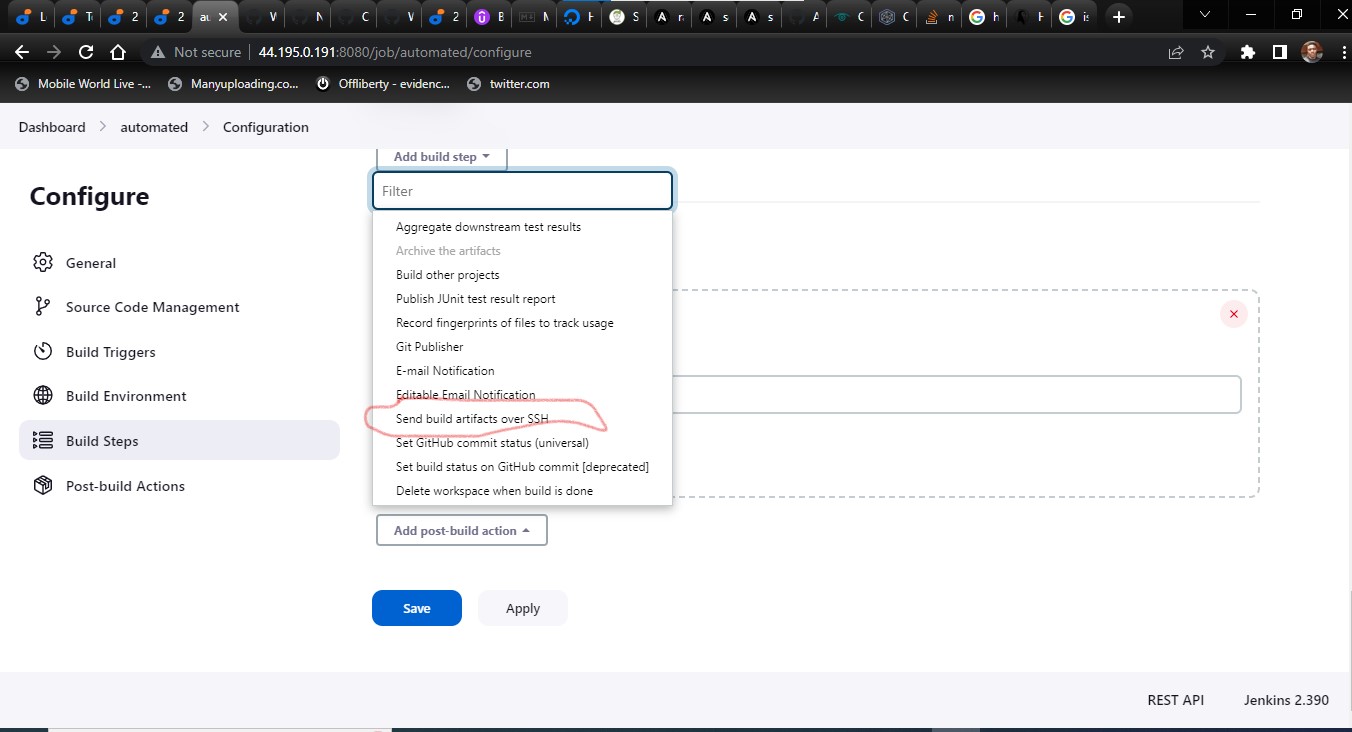 Not secure 44.195.0.191:8080/job/automated/configure
Mobile World Live -... Manyuploading.co... Offliberty - evidenc... twitter.com
Dashboard automated Configuration
Add build step
Configure
Filter
General
Source Code Management
Build Triggers
Build Environment
Build Steps
Post-build Actions
Aggregate downstream test results
Archive the artifacts
Build other projects
Publish JUnit test result report
Record fingerprints of files to track usage
Git Publisher
E-mail Notification
Editable Email Notification
Send build artifacts over SSH
Set GitHub commit status (universal)
Set build status on GitHub commit [deprecated]
Delete workspace when build is done
Add post-build action
Save Apply
REST API Jenkins 2.390